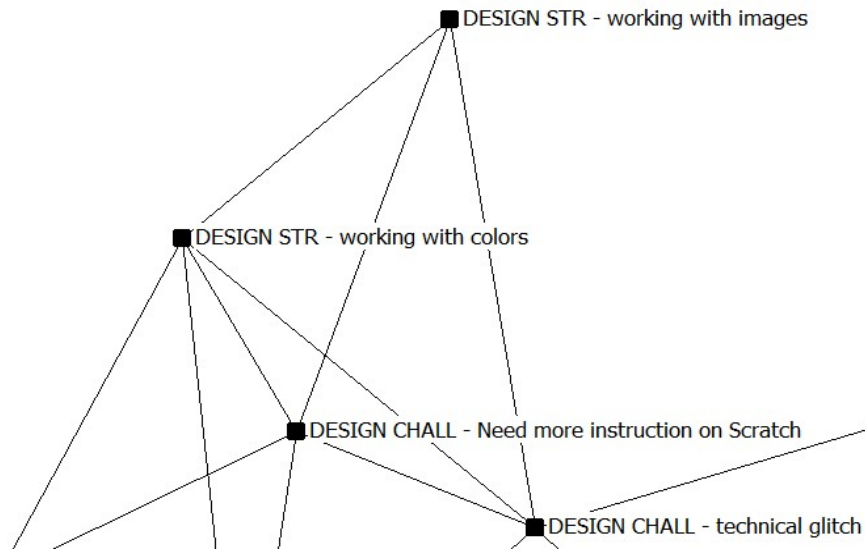 DESIGN STR - working with images
DESIGN STR - working with colors
DESIGN CHALL - Need more instruction on Scratch
DESIGN CHALL - technical glitch